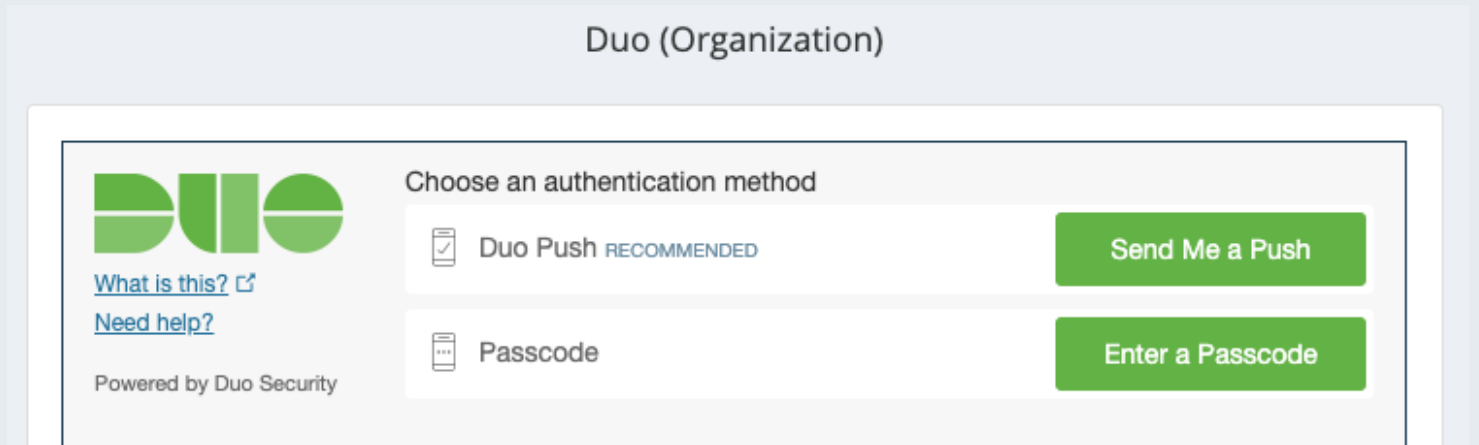 Duo (Organization)
DUO
What is this?
Need help?
Powered by Duo Security
Choose an authentication method
Duo Push RECOMMENDED
Send Me a Push
Passcode
Enter a Passcode